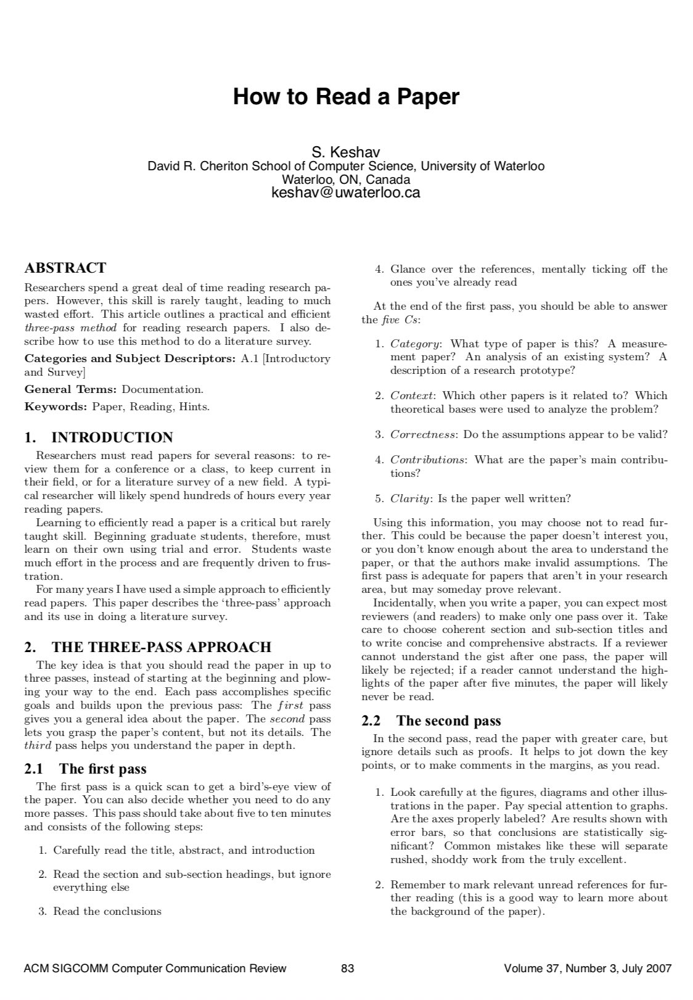 How to Read a Paper
S. Keshav
David R. Cheriton School of Computer Science, University of Waterloo
Waterloo, ON, Canada
keshav@uwaterloo.ca
ABSTRACT
Researchers spend a great deal of time reading research pa-
pers. However, this skill is rarely taught, leading to much
wasted effort. This article outlines a practical and efficient
three-pass method for reading research papers. I also de-
scribe how to use this method to do a literature survey.
Categories and Subject Descriptors: A.1 [Introductory
and Survey]
General Terms: Documentation.
Keywords: Paper, Reading, Hints.
1. INTRODUCTION
Researchers must read papers for several reasons: to re-
view them for a conference or a class, to keep current in
their field, or for a literature survey of a new field. A typi-
cal researcher will likely spend hundreds of hours every year
reading papers.
Learning to efficiently read a paper is a critical but rarely
taught skill. Beginning graduate students, therefore, must
learn on their own using trial and error. Students waste
much effort in the process and are frequently driven to frus-
tration.
For many years I have used a simple approach to efficiently
read papers. This paper describes the ‘three-pass’ approach
and its use in doing a literature survey.
2. THE THREE-PASS APPROACH
The key idea is that you should read the paper in up to
three passes, instead of starting at the beginning and plow-
ing your way to the end. Each pass accomplishes specific
goals and builds upon the previous pass: The first pass
gives you a general idea about the paper. The second pass
lets you grasp the paper’s content, but not its details. The
third pass helps you understand the paper in depth.
2.1 The first pass
The first pass is a quick scan to get a bird’s-eye view of
the paper. You can also decide whether you need to do any
more passes. This pass should take about five to ten minutes
and consists of the following steps:
1. Carefully read the title, abstract, and introduction
2. Read the section and sub-section headings, but ignore
everything else
3. Read the conclusions
4. Glance over the references, mentally ticking off the
ones you’ve already read
At the end of the first pass, you should be able to answer
the five Cs:
1. Category: What type of paper is this? A measure-
ment paper? An analysis of an existing system? A
description of a research prototype?
2. Context: Which other papers is it related to? Which
theoretical bases were used to analyze the problem?
3. Correctness: Do the assumptions appear to be valid?
4. Contributions: What are the paper’s main contribu-
tions?
5. Clarity: Is the paper well written?
Using this information, you may choose not to read fur-
ther. This could be because the paper doesn’t interest you,
or you don’t know enough about the area to understand the
paper, or that the authors make invalid assumptions. The
first pass is adequate for papers that aren’t in your research
area, but may someday prove relevant.
Incidentally, when you write a paper, you can expect most
reviewers (and readers) to make only one pass over it. Take
care to choose coherent section and sub-section titles and
to write concise and comprehensive abstracts. If a reviewer
cannot understand the gist after one pass, the paper will
likely be rejected; if a reader cannot understand the high-
lights of the paper after five minutes, the paper will likely
never be read.
2.2 The second pass
In the second pass, read the paper with greater care, but
ignore details such as proofs. It helps to jot down the key
points, or to make comments in the margins, as you read.
1. Look carefully at the figures, diagrams and other illus-
trations in the paper. Pay special attention to graphs.
Are the axes properly labeled? Are results shown with
error bars, so that conclusions are statistically sig-
nificant? Common mistakes like these will separate
rushed, shoddy work from the truly excellent.
2. Remember to mark relevant unread references for fur-
ther reading (this is a good way to learn more about
the background of the paper).
ACM SIGCOMM Computer Communication Review
83
Volume 37, Number 3, July 2007